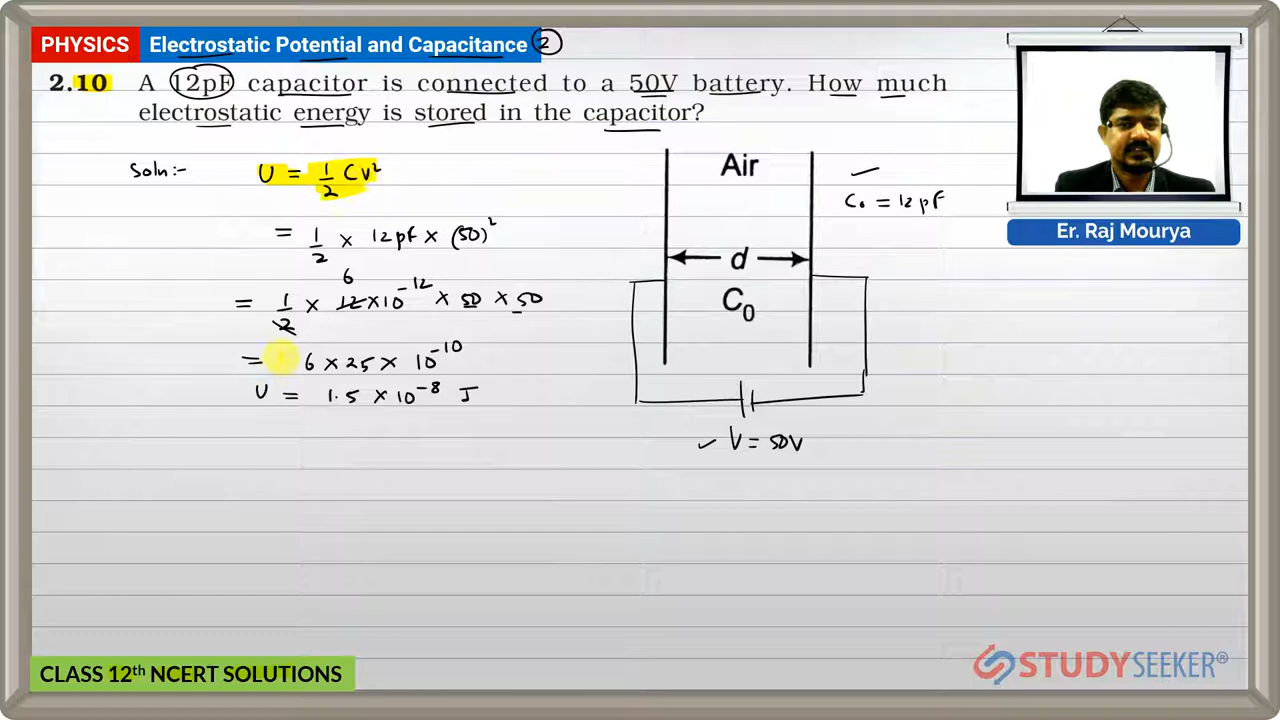 PHYSICS Electrostatic Potential and Capacitance 2
2.10 A 12pF capacitor is connected to a 50V battery. How much
electrostatic energy is stored in the capacitor?
Soln:- U = 1/2 CV²
= 1/2 × 12pF × (50)²
6
= 1/2 × 12×10⁻¹² × 50 × 50
= 6 × 25 × 10⁻¹⁰
U = 1.5 × 10⁻⁸ J
Air
C₀ = 12pF
d
C₀
V = 50V
Er. Raj Mourya
CLASS 12th NCERT SOLUTIONS
STUDYSEEKER®